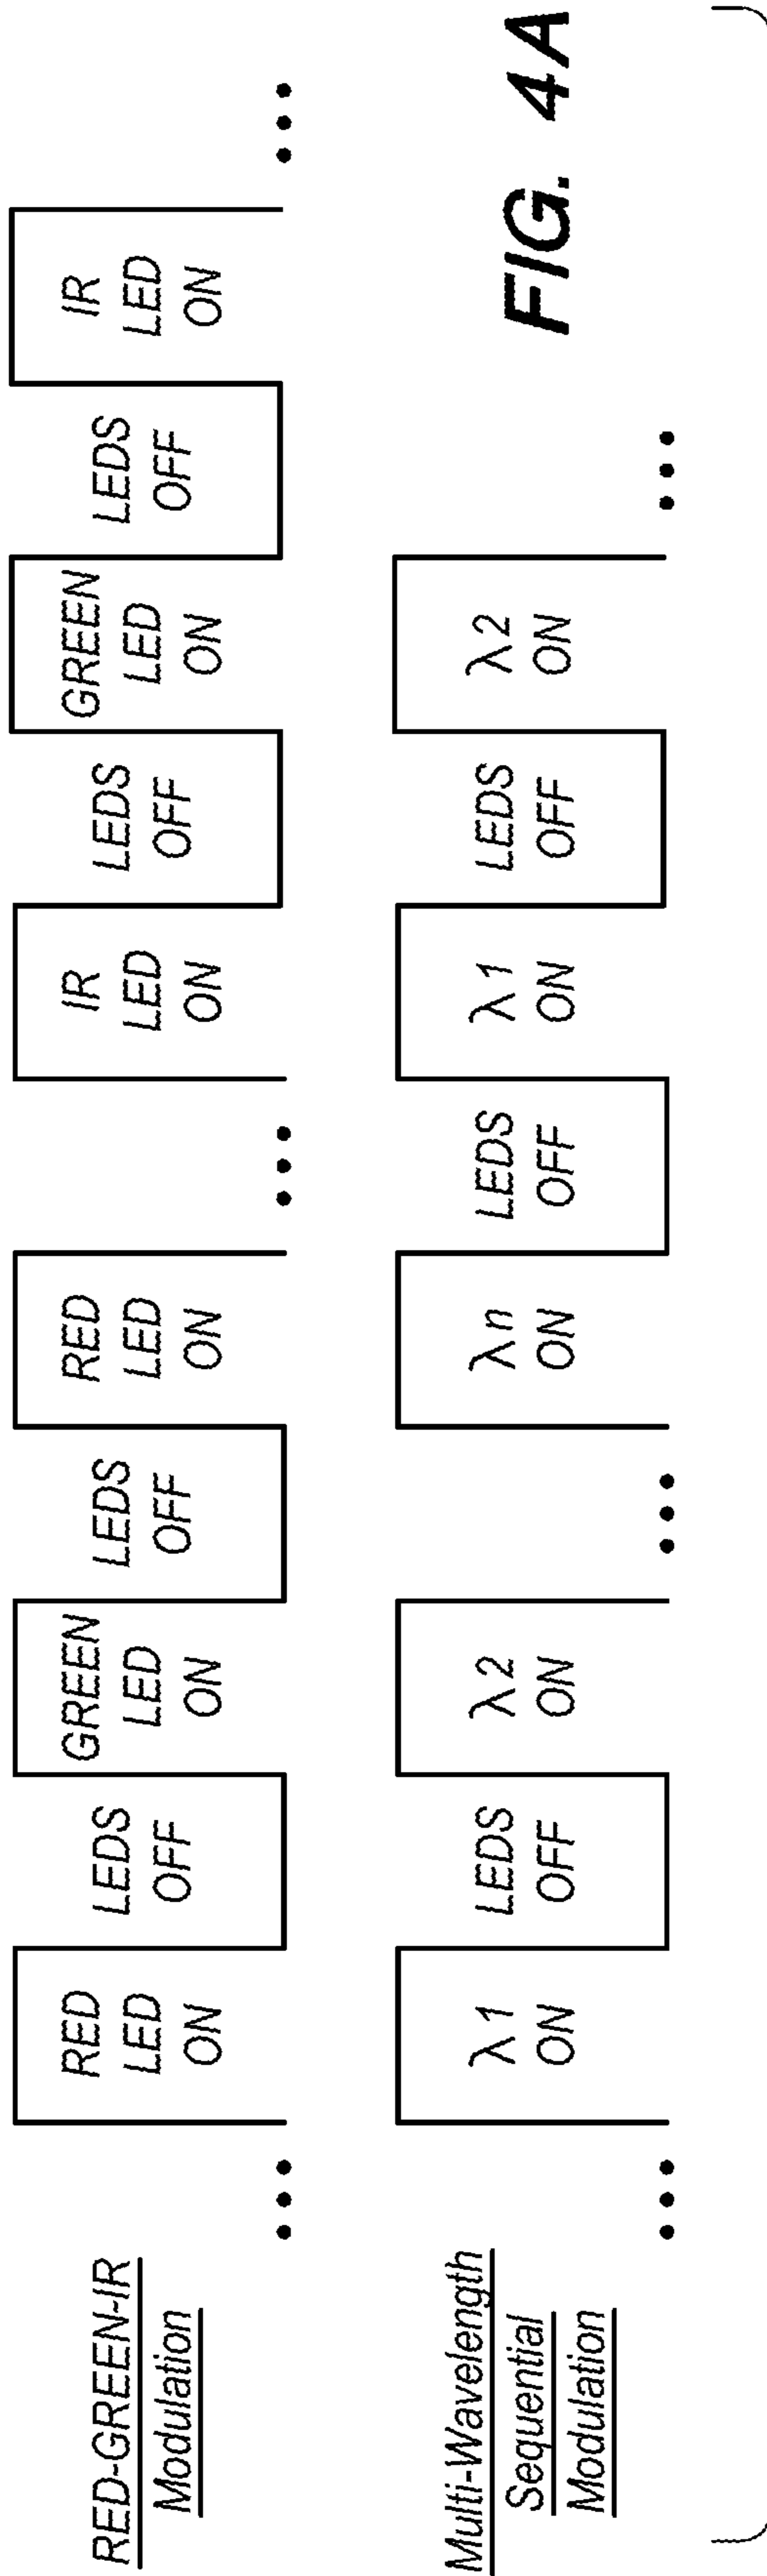 RED-GREEN-IR
Modulation
RED
LED
ON
LEDS
OFF
GREEN
LED
ON
LEDS
OFF
RED
LED
ON
IR
LED
ON
LEDS
OFF
GREEN
LED
ON
LEDS
OFF
IR
LED
ON
Multi-Wavelength
Sequential
Modulation
λ1
ON
LEDS
OFF
λ2
ON
λn
ON
LEDS
OFF
λ1
ON
LEDS
OFF
λ2
ON
FIG. 4A